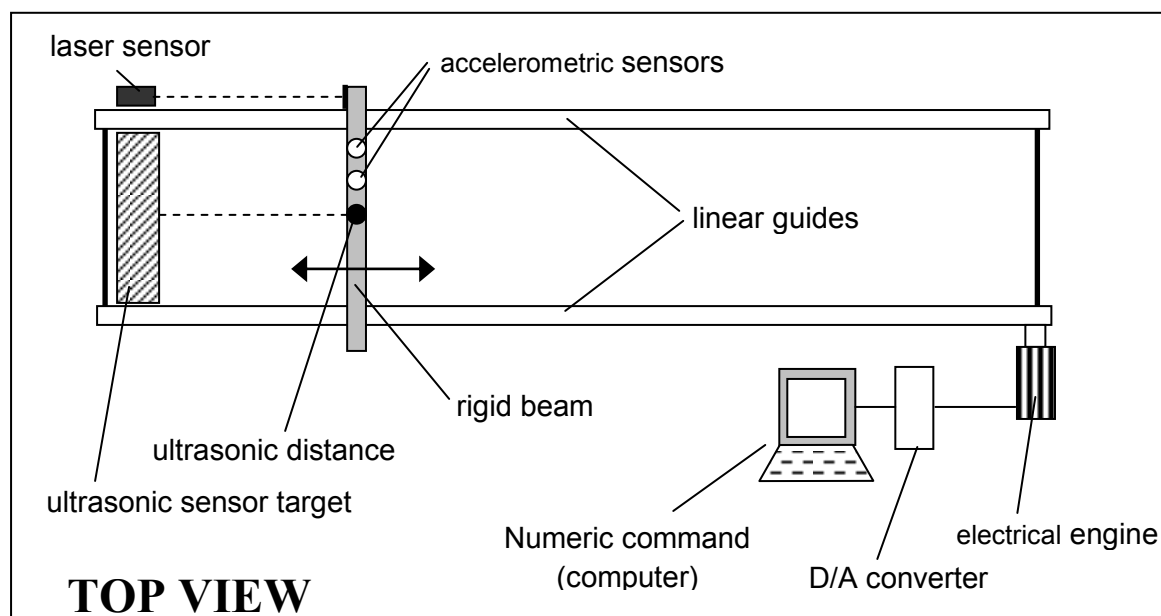 laser sensor
accelerometric sensors
linear guides
rigid beam
ultrasonic distance
ultrasonic sensor target
Numeric command
(computer)
electrical engine
D/A converter
TOP VIEW